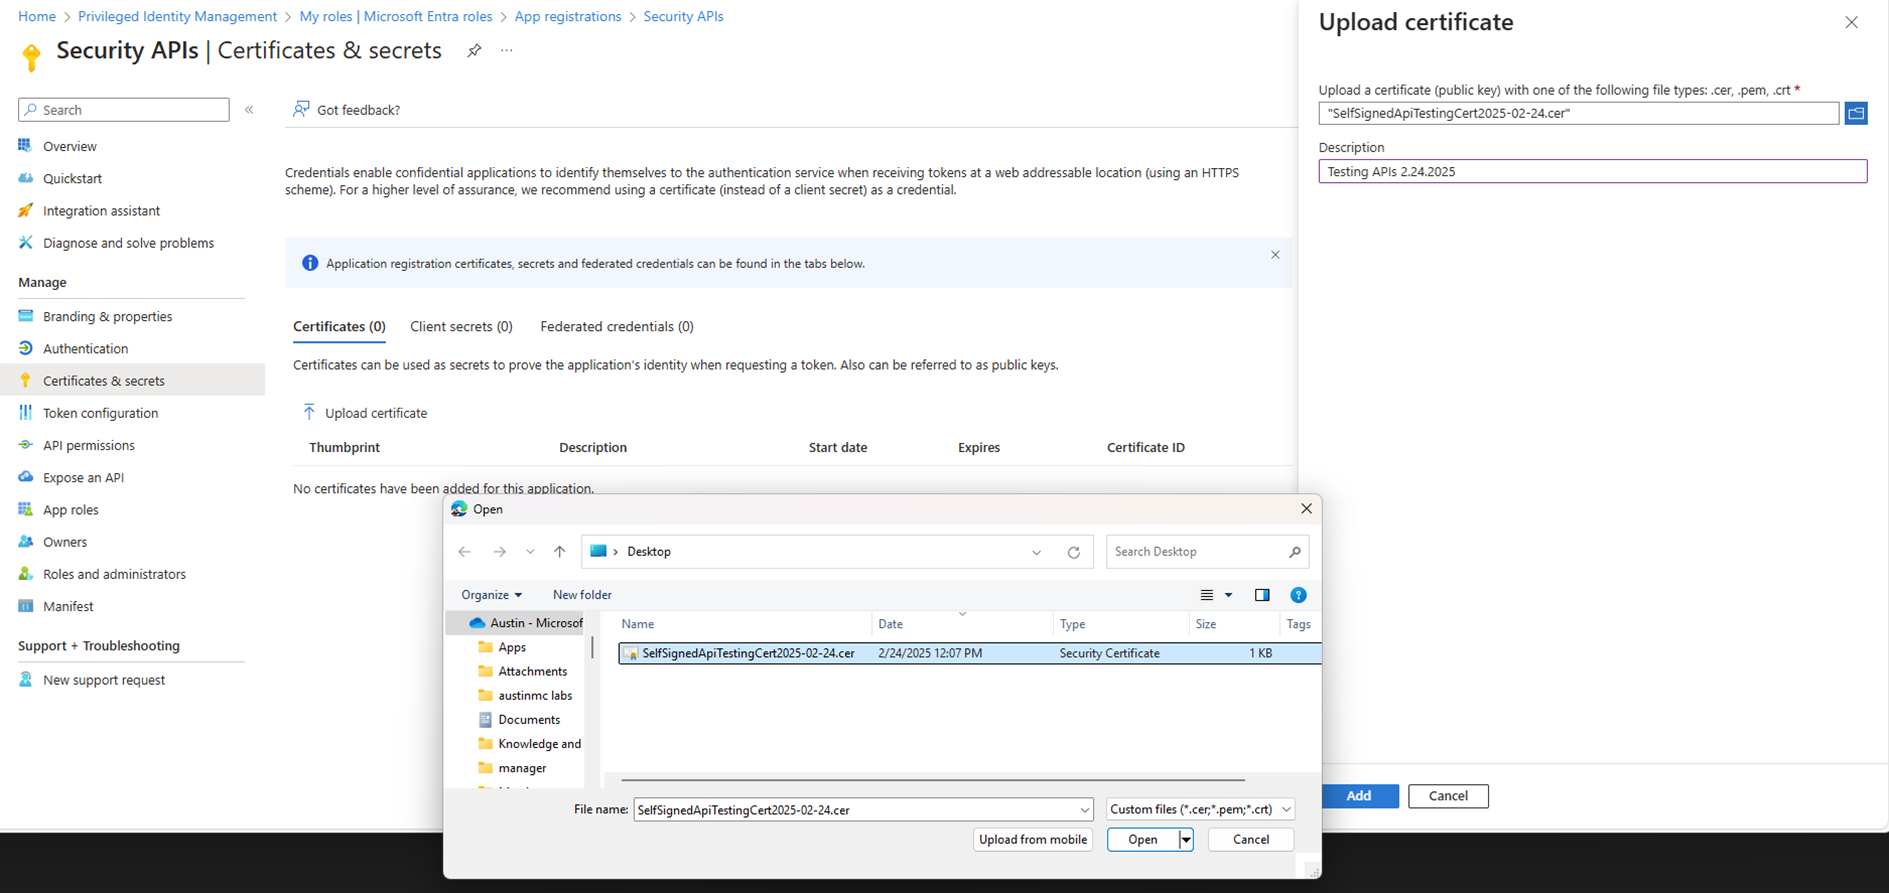 Home > Privileged Identity Management > My roles | Microsoft Entra roles > App registrations > Security APIs
Security APIs | Certificates & secrets
Search
Overview
Quickstart
Integration assistant
Diagnose and solve problems
Manage
Branding & properties
Authentication
Certificates & secrets
Token configuration
API permissions
Expose an API
App roles
Owners
Roles and administrators
Manifest
Support + Troubleshooting
New support request
Got feedback?
Credentials enable confidential applications to identify themselves to the authentication service when receiving tokens at a web addressable location (using an HTTPS
scheme). For a higher level of assurance, we recommend using a certificate (instead of a client secret) as a credential.
Application registration certificates, secrets and federated credentials can be found in the tabs below.
Certificates (0) Client secrets (0) Federated credentials (0)
Certificates can be used as secrets to prove the application's identity when requesting a token. Also can be referred to as public keys.
Upload certificate
Thumbprint Description Start date Expires Certificate ID
No certificates have been added for this application.
Open
Desktop
Search Desktop
Organize New folder
Austin - Microsof
Apps
Attachments
austinmc labs
Documents
Knowledge and
manager
Name Date Type Size Tags
SelfSignedApiTestingCert2025-02-24.cer 2/24/2025 12:07 PM Security Certificate 1 KB
File name: SelfSignedApiTestingCert2025-02-24.cer Custom files (*.cer;*.pem;*.crt)
Upload from mobile Open Cancel
Upload certificate
Upload a certificate (public key) with one of the following file types: .cer, .pem, .crt *
"SelfSignedApiTestingCert2025-02-24.cer"
Description
Testing APIs 2.24.2025
Add Cancel